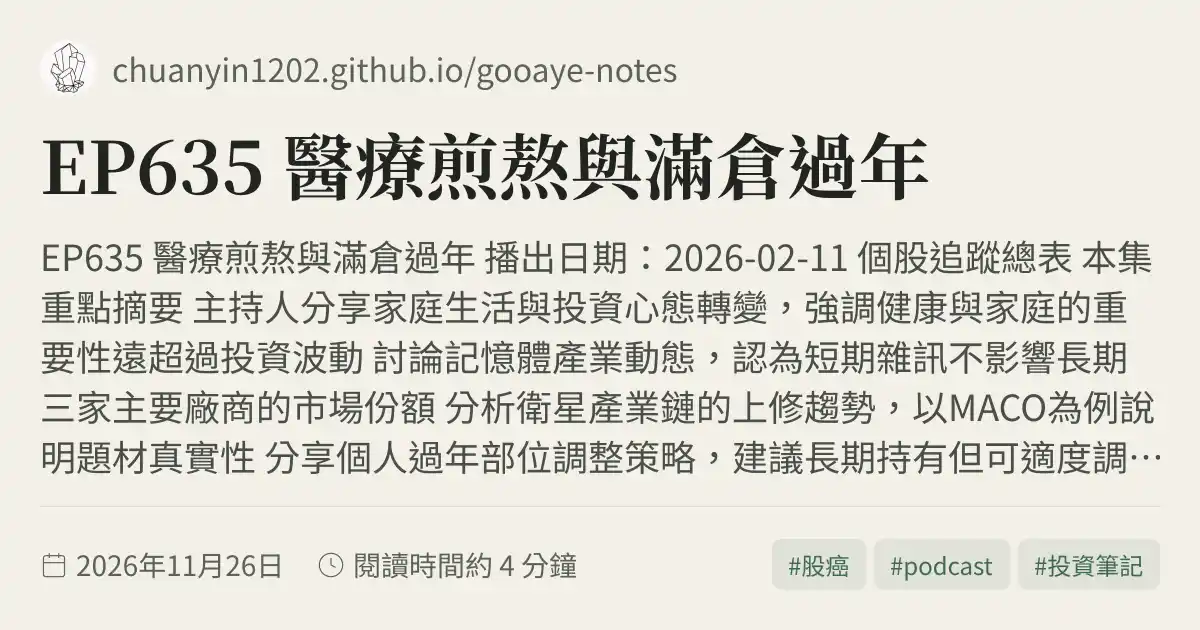 chuanyin1202.github.io/gooaye-notes
EP635 醫療煎熬與滿倉過年
EP635 醫療煎熬與滿倉過年 播出日期：2026-02-11 個股追蹤總表 本集
重點摘要 主持人分享家庭生活與投資心態轉變，強調健康與家庭的重
要性遠超過投資波動 討論記憶體產業動態，認為短期雜訊不影響長期
三家主要廠商的市場份額 分析衛星產業鏈的上修趨勢，以MACO為例說
明題材真實性 分享個人過年部位調整策略，建議長期持有但可適度調…
2026年11月26日 閱讀時間約 4 分鐘 #股癌 #podcast #投資筆記